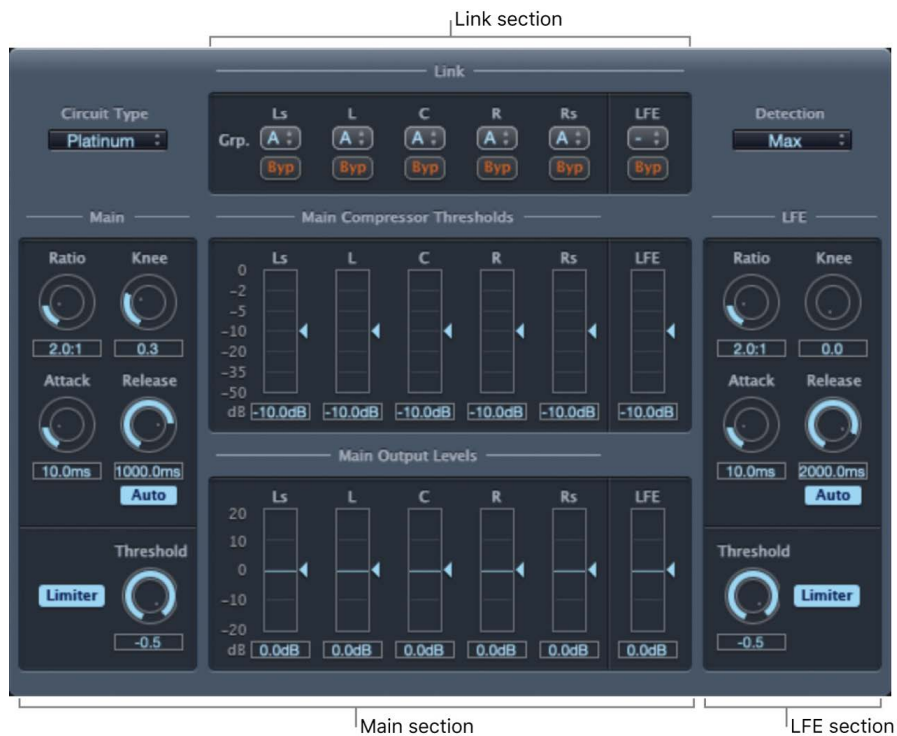 Link section
Link
Circuit Type
Platinum
Ls L C R Rs LFE
Grp. A A A A A -
Byp Byp Byp Byp Byp Byp
Detection
Max
Main
Main Compressor Thresholds
LFE
Ratio Knee
2.0:1 0.3
Attack Release
10.0ms 1000.0ms
Auto
Threshold
Limiter
-0.5
Ls L C R Rs LFE
0
-2
-5
-10
-20
-35
-50
dB -10.0dB -10.0dB -10.0dB -10.0dB -10.0dB -10.0dB
Main Output Levels
Ls L C R Rs LFE
20
10
0
-10
-20
dB 0.0dB 0.0dB 0.0dB 0.0dB 0.0dB 0.0dB
Ratio Knee
2.0:1 0.0
Attack Release
10.0ms 2000.0ms
Auto
Threshold
Limiter
-0.5
Main section
LFE section